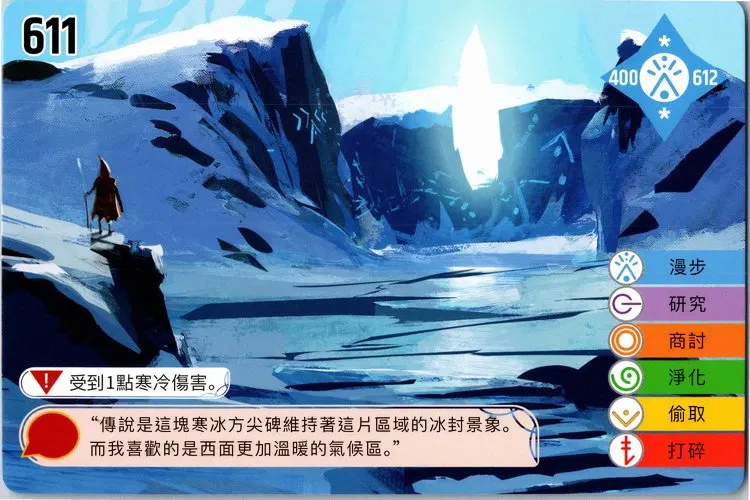 611
*
400 612
*
漫步
研究
商討
淨化
偷取
打碎
受到1點寒冷傷害。
“傳說是這塊寒冰方尖碑維持著這片區域的冰封景象。
而我喜歡的是西面更加溫暖的氣候區。”